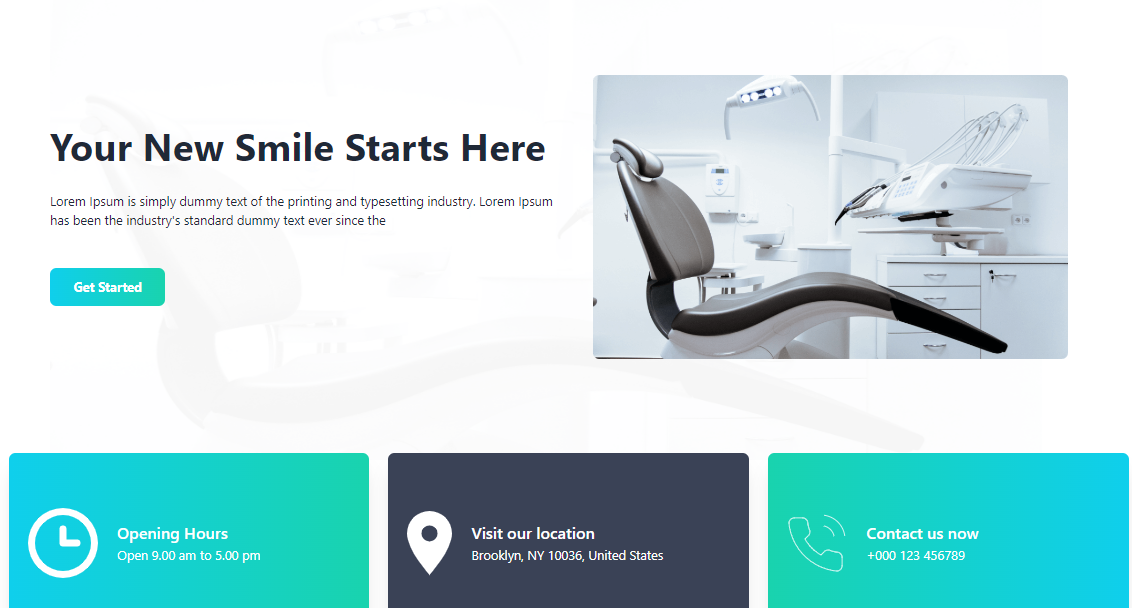 Your New Smile Starts Here
Lorem Ipsum is simply dummy text of the printing and typesetting industry. Lorem Ipsum
has been the industry's standard dummy text ever since the
Get Started
Opening Hours
Open 9.00 am to 5.00 pm
Visit our location
Brooklyn, NY 10036, United States
Contact us now
+000 123 456789